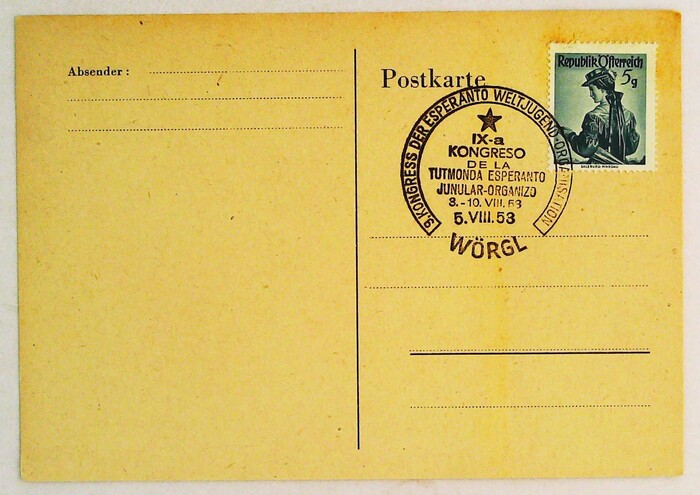 Absender :
Postkarte
Republik Österreich
5g
9. KONGRESS DER ESPERANTO WELTJUGEND-ORGANISATION
IX-a
KONGRESO
DE LA
TUTMONDA ESPERANTO
JUNULAR-ORGANIZO
3.-10. VIII. 53
5.VIII.53
WÖRGL